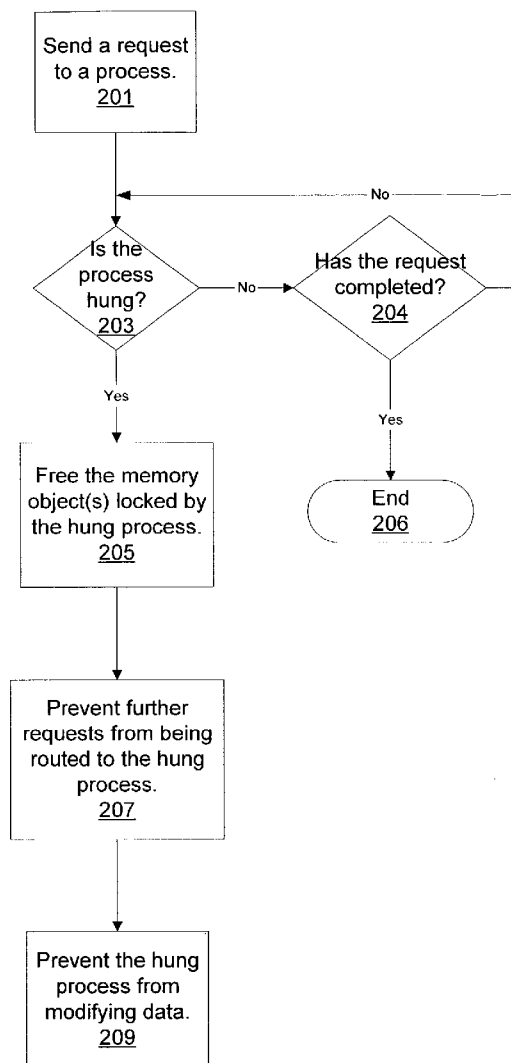 Send a request
to a process.
201
No
Is the
process
hung?
203
No
Has the request
completed?
204
Yes
Yes
Free the memory
object(s) locked by
the hung process.
205
End
206
Prevent further
requests from being
routed to the hung
process.
207
Prevent the hung
process from
modifying data.
209